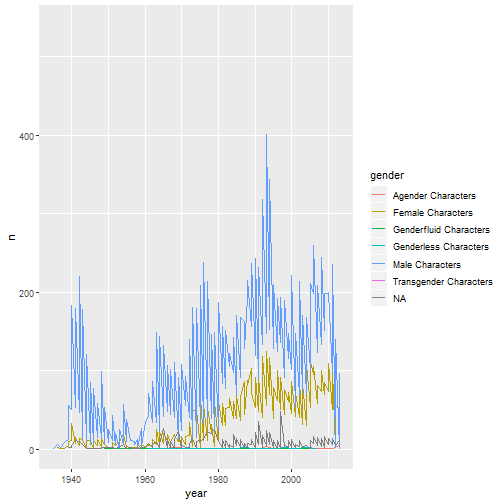 n
400
200
0
1940
1960
1980
2000
year
gender
Agender Characters
Female Characters
Genderfluid Characters
Genderless Characters
Male Characters
Transgender Characters
NA